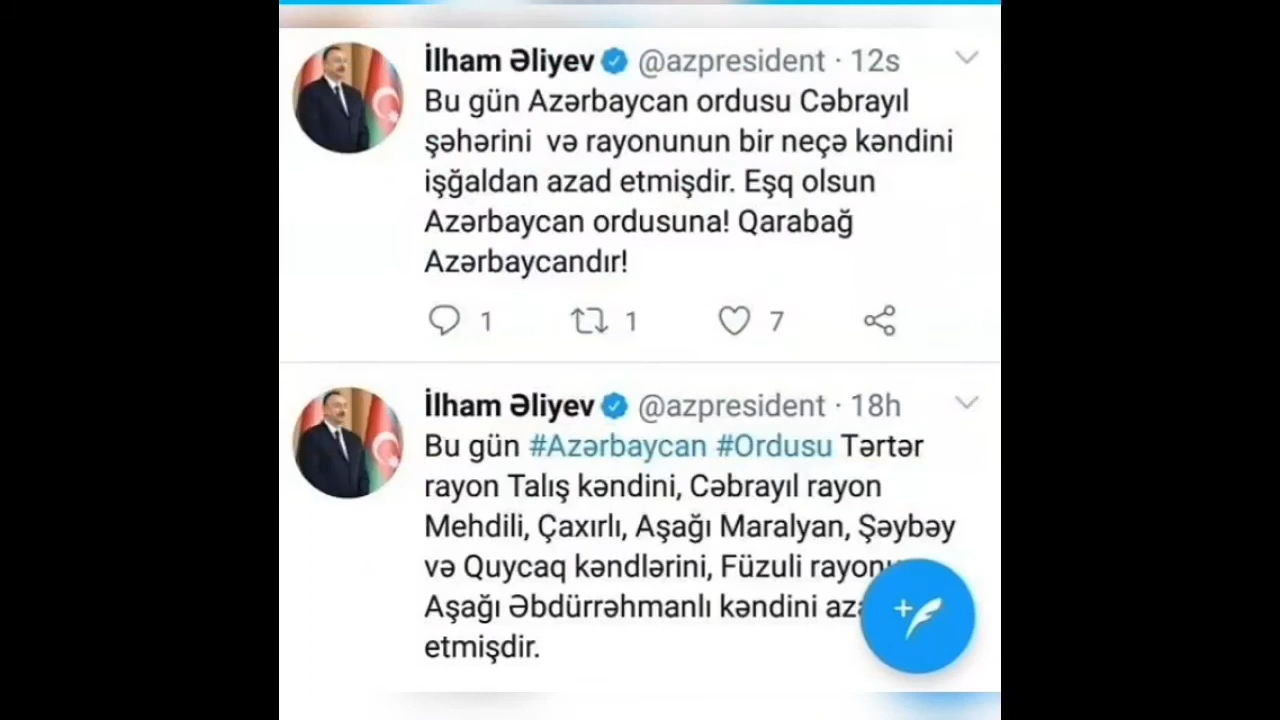 İlham Əliyev @azpresident · 12s
Bu gün Azərbaycan ordusu Cəbrayıl
şəhərini və rayonunun bir neçə kəndini
işğaldan azad etmişdir. Eşq olsun
Azərbaycan ordusuna! Qarabağ
Azərbaycandır!
1 1 7
İlham Əliyev @azpresident · 18h
Bu gün #Azərbaycan #Ordusu Tərtər
rayon Talış kəndini, Cəbrayıl rayon
Mehdili, Çaxırlı, Aşağı Maralyan, Şəybəy
və Quycaq kəndlərini, Füzuli
Aşağı Əbdürrəhmanlı kəndini
etmişdir.